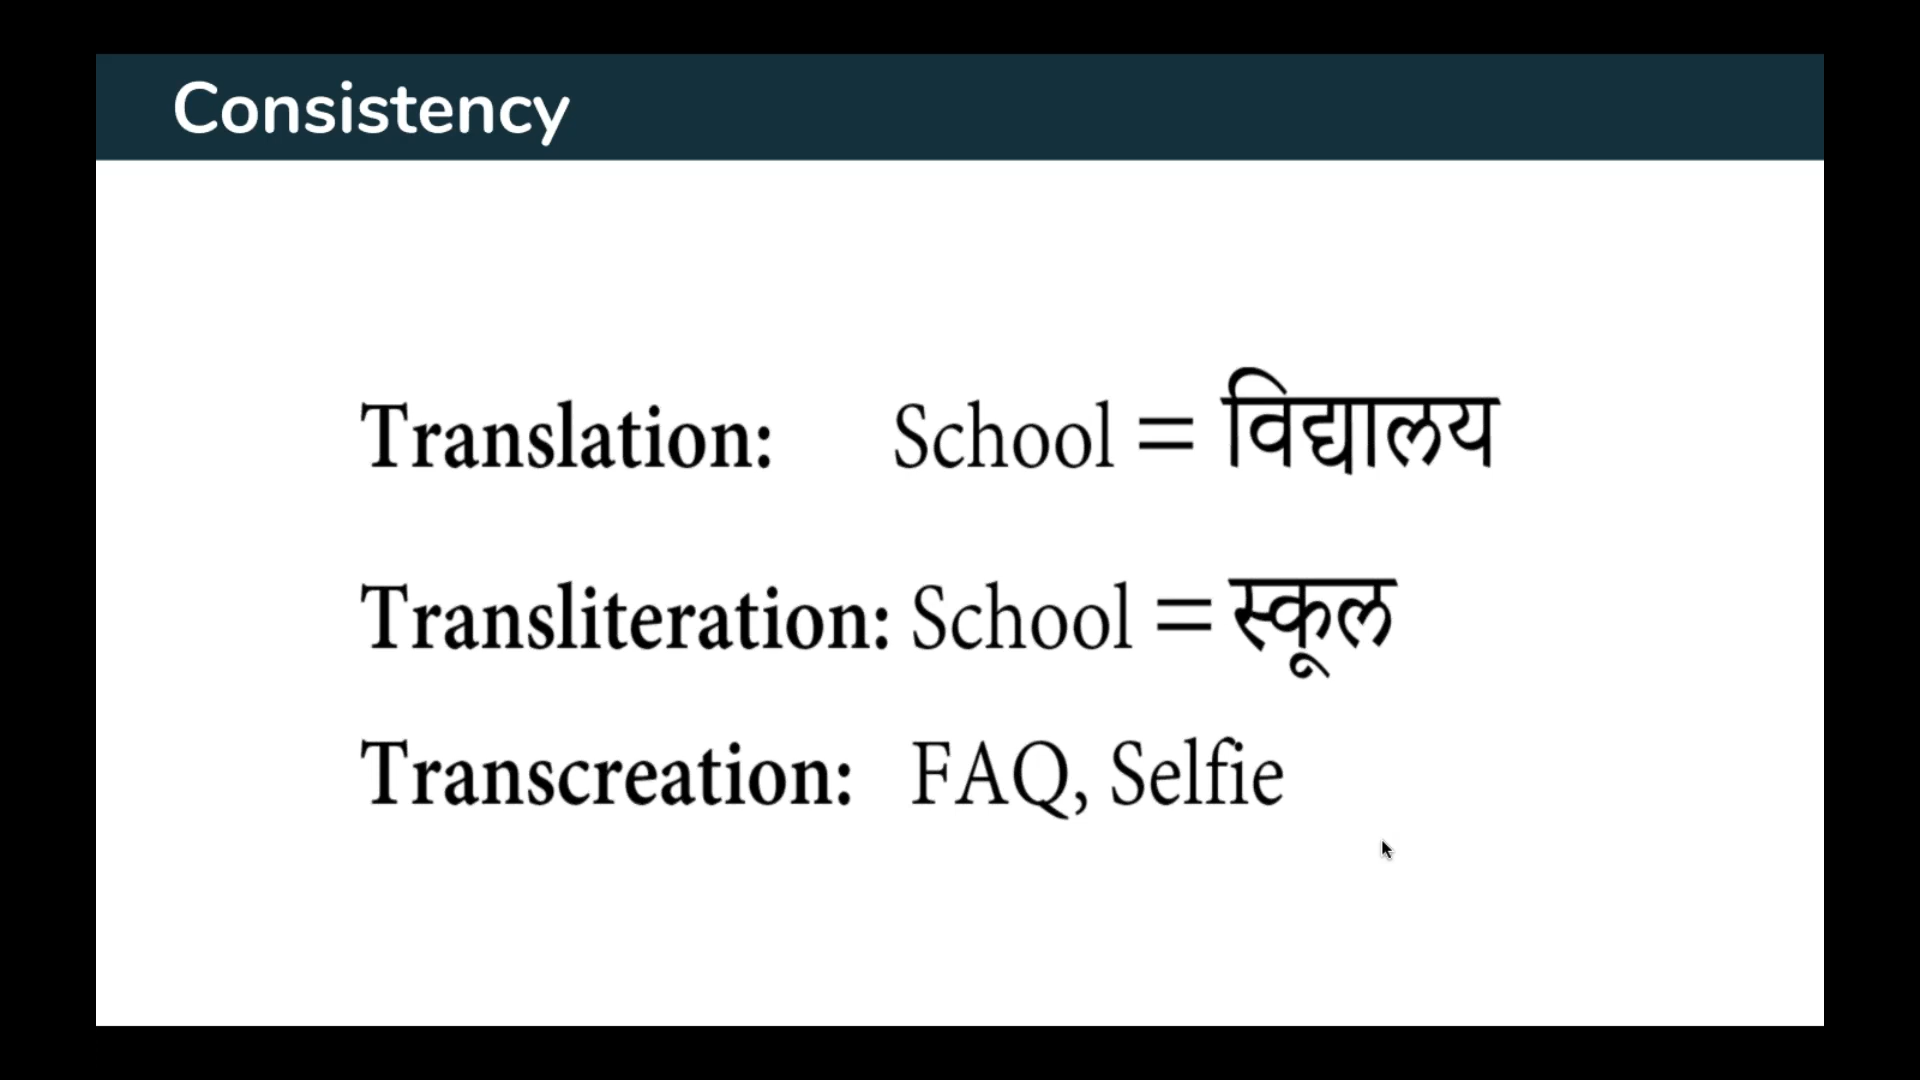 Consistency
Translation: School = विद्यालय
Transliteration: School = स्कूल
Transcreation: FAQ, Selfie